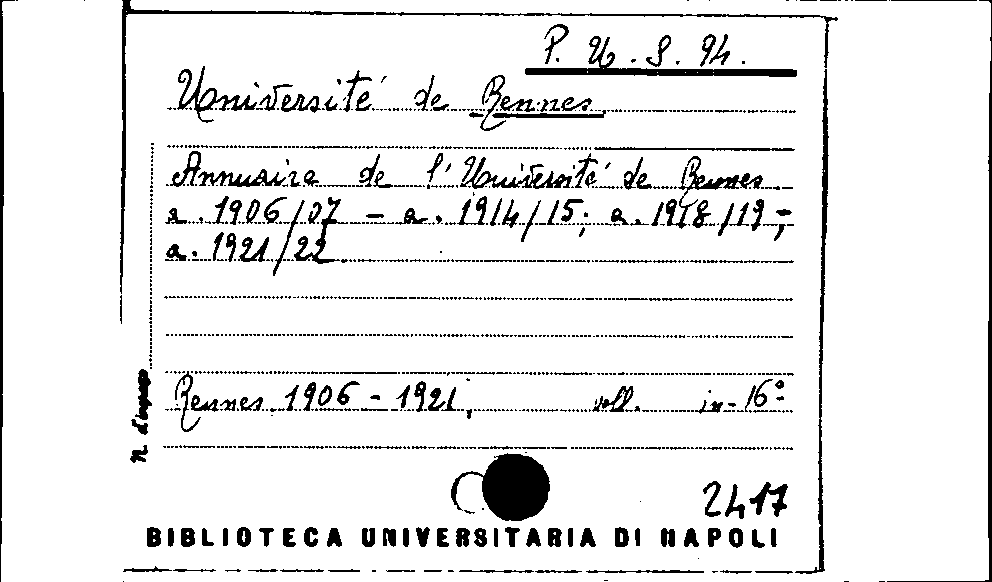 P. U. S. 94.
Université de Rennes
Annuaire de l'Université de Rennes.
a. 1906/07 - a. 1914/15; a. 1918/19-;
a. 1921/22.
Rennes. 1906 - 1921, voll. in-16°
N. d'ingresso
2417
BIBLIOTECA UNIVERSITARIA DI NAPOLI